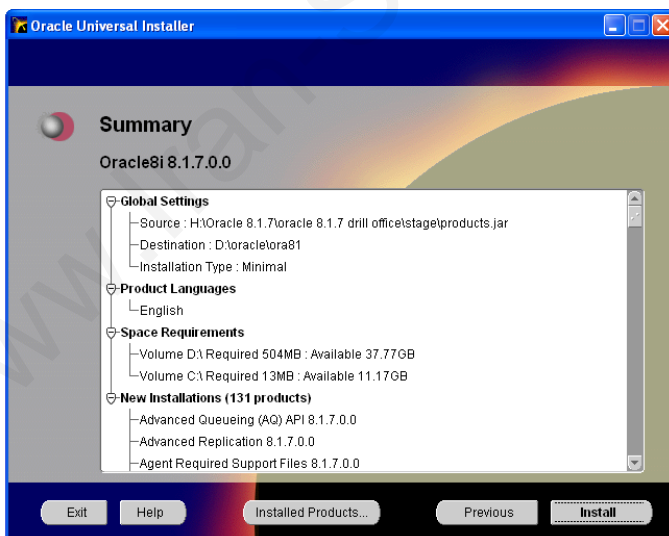 Oracle Universal Installer
Summary
Oracle8i 8.1.7.0.0
Global Settings
Source : H:\Oracle 8.1.7\oracle 8.1.7 drill office\stage\products.jar
Destination : D:\oracle\ora81
Installation Type : Minimal
Product Languages
English
Space Requirements
Volume D:\ Required 504MB : Available 37.77GB
Volume C:\ Required 13MB : Available 11.17GB
New Installations (131 products)
Advanced Queueing (AQ) API 8.1.7.0.0
Advanced Replication 8.1.7.0.0
Agent Required Support Files 8.1.7.0.0
Exit Help Installed Products... Previous Install